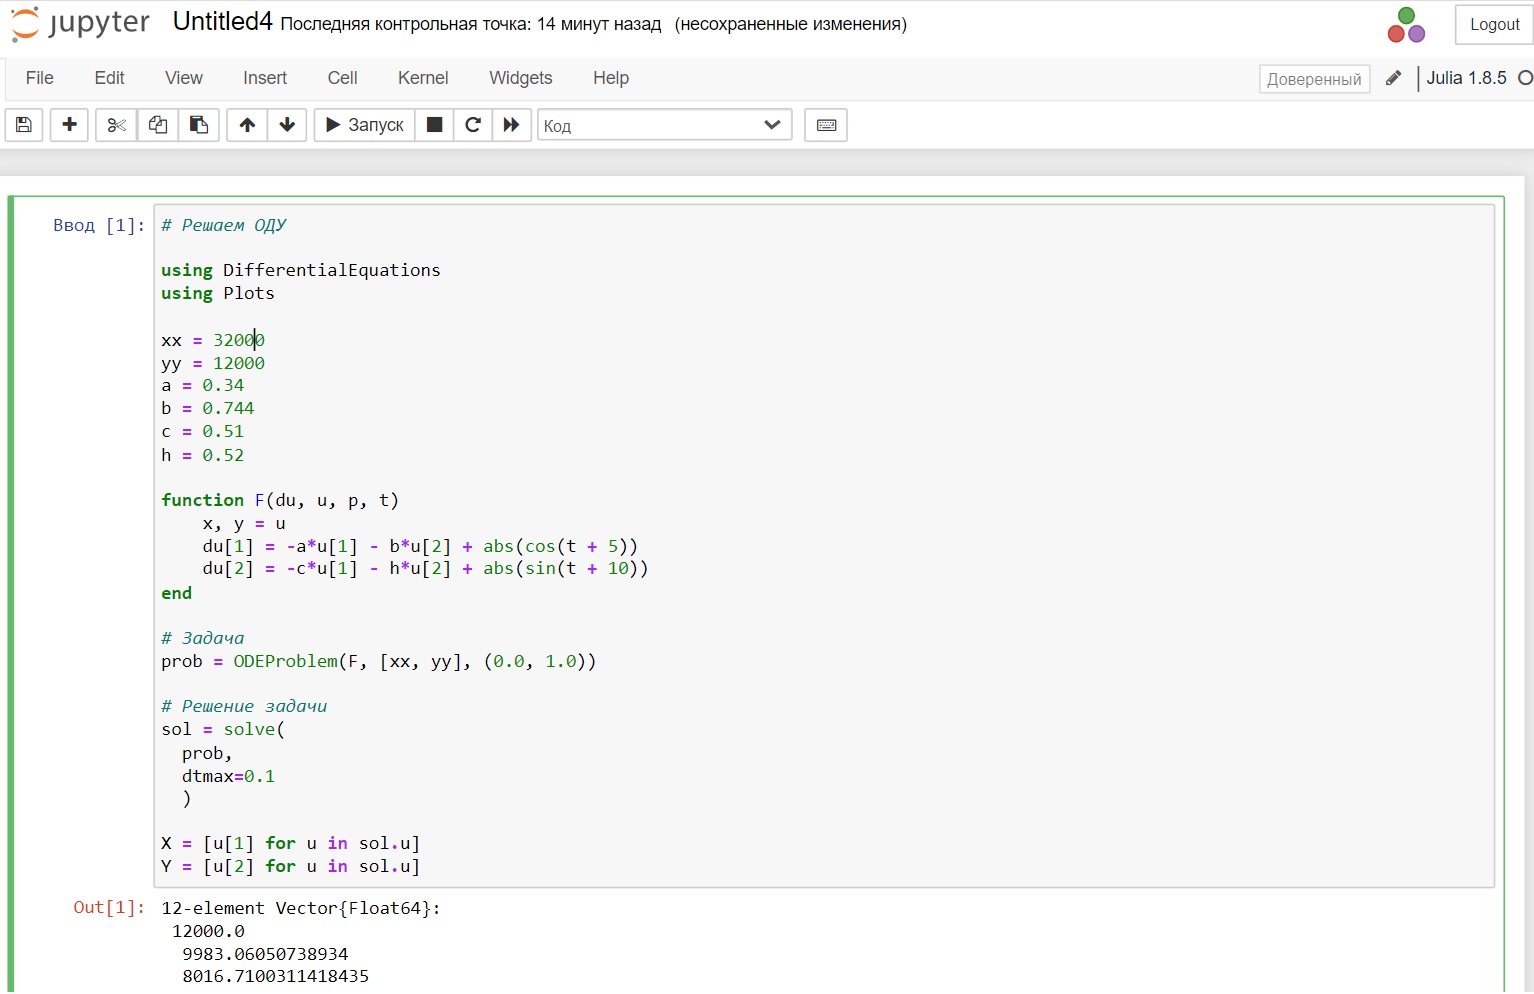 jupyter Untitled4 Последняя контрольная точка: 14 минут назад (несохраненные изменения) Logout
File Edit View Insert Cell Kernel Widgets Help Доверенный Julia 1.8.5
Запуск Код
Ввод [1]: # Решаем ОДУ
using DifferentialEquations
using Plots
xx = 32000
yy = 12000
a = 0.34
b = 0.744
c = 0.51
h = 0.52
function F(du, u, p, t)
    x, y = u
    du[1] = -a*u[1] - b*u[2] + abs(cos(t + 5))
    du[2] = -c*u[1] - h*u[2] + abs(sin(t + 10))
end
# Задача
prob = ODEProblem(F, [xx, yy], (0.0, 1.0))
# Решение задачи
sol = solve(
  prob,
  dtmax=0.1
  )
X = [u[1] for u in sol.u]
Y = [u[2] for u in sol.u]
Out[1]: 12-element Vector{Float64}:
 12000.0
  9983.06050738934
  8016.7100311418435